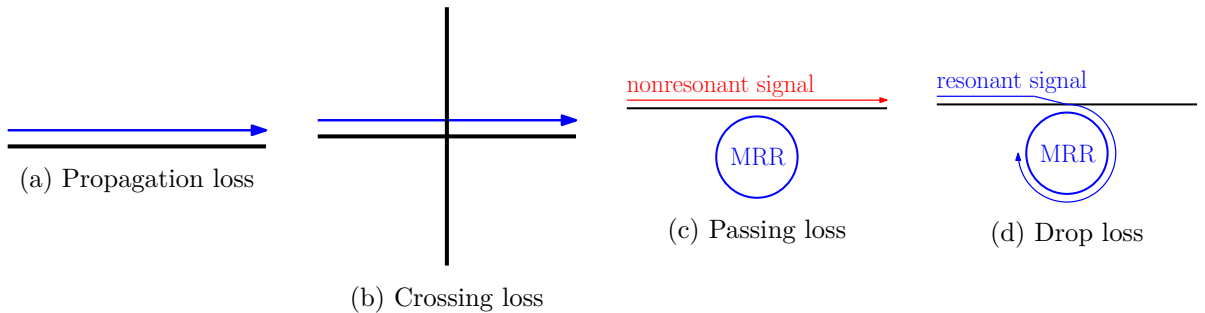 (a) Propagation loss
(b) Crossing loss
nonresonant signal
MRR
(c) Passing loss
resonant signal
MRR
(d) Drop loss